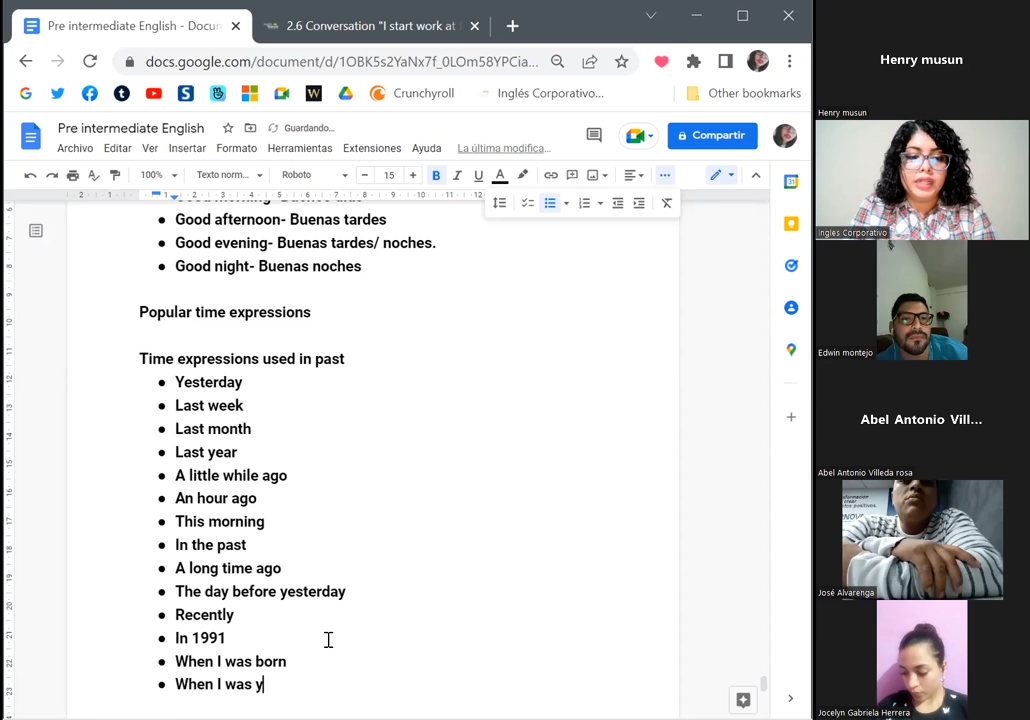 Pre intermediate English - Docun
2.6 Conversation "I start work at
docs.google.com/document/d/1OBK5s2YaNx7f_0LOm58YPCia...
Crunchyroll
Inglés Corporativo...
Other bookmarks
Pre intermediate English
Guardando...
Archivo Editar Ver Insertar Formato Herramientas Extensiones Ayuda La última modifica...
Compartir
100% Texto norm... Roboto 15
Good afternoon- Buenas tardes
Good evening- Buenas tardes/ noches.
Good night- Buenas noches
Popular time expressions
Time expressions used in past
Yesterday
Last week
Last month
Last year
A little while ago
An hour ago
This morning
In the past
A long time ago
The day before yesterday
Recently
In 1991
When I was born
When I was y
Henry musun
Henry musun
Ingles Corporativo
Edwin montejo
Abel Antonio Vill...
Abel Antonio Villeda rosa
José Alvarenga
Jocelyn Gabriela Herrera